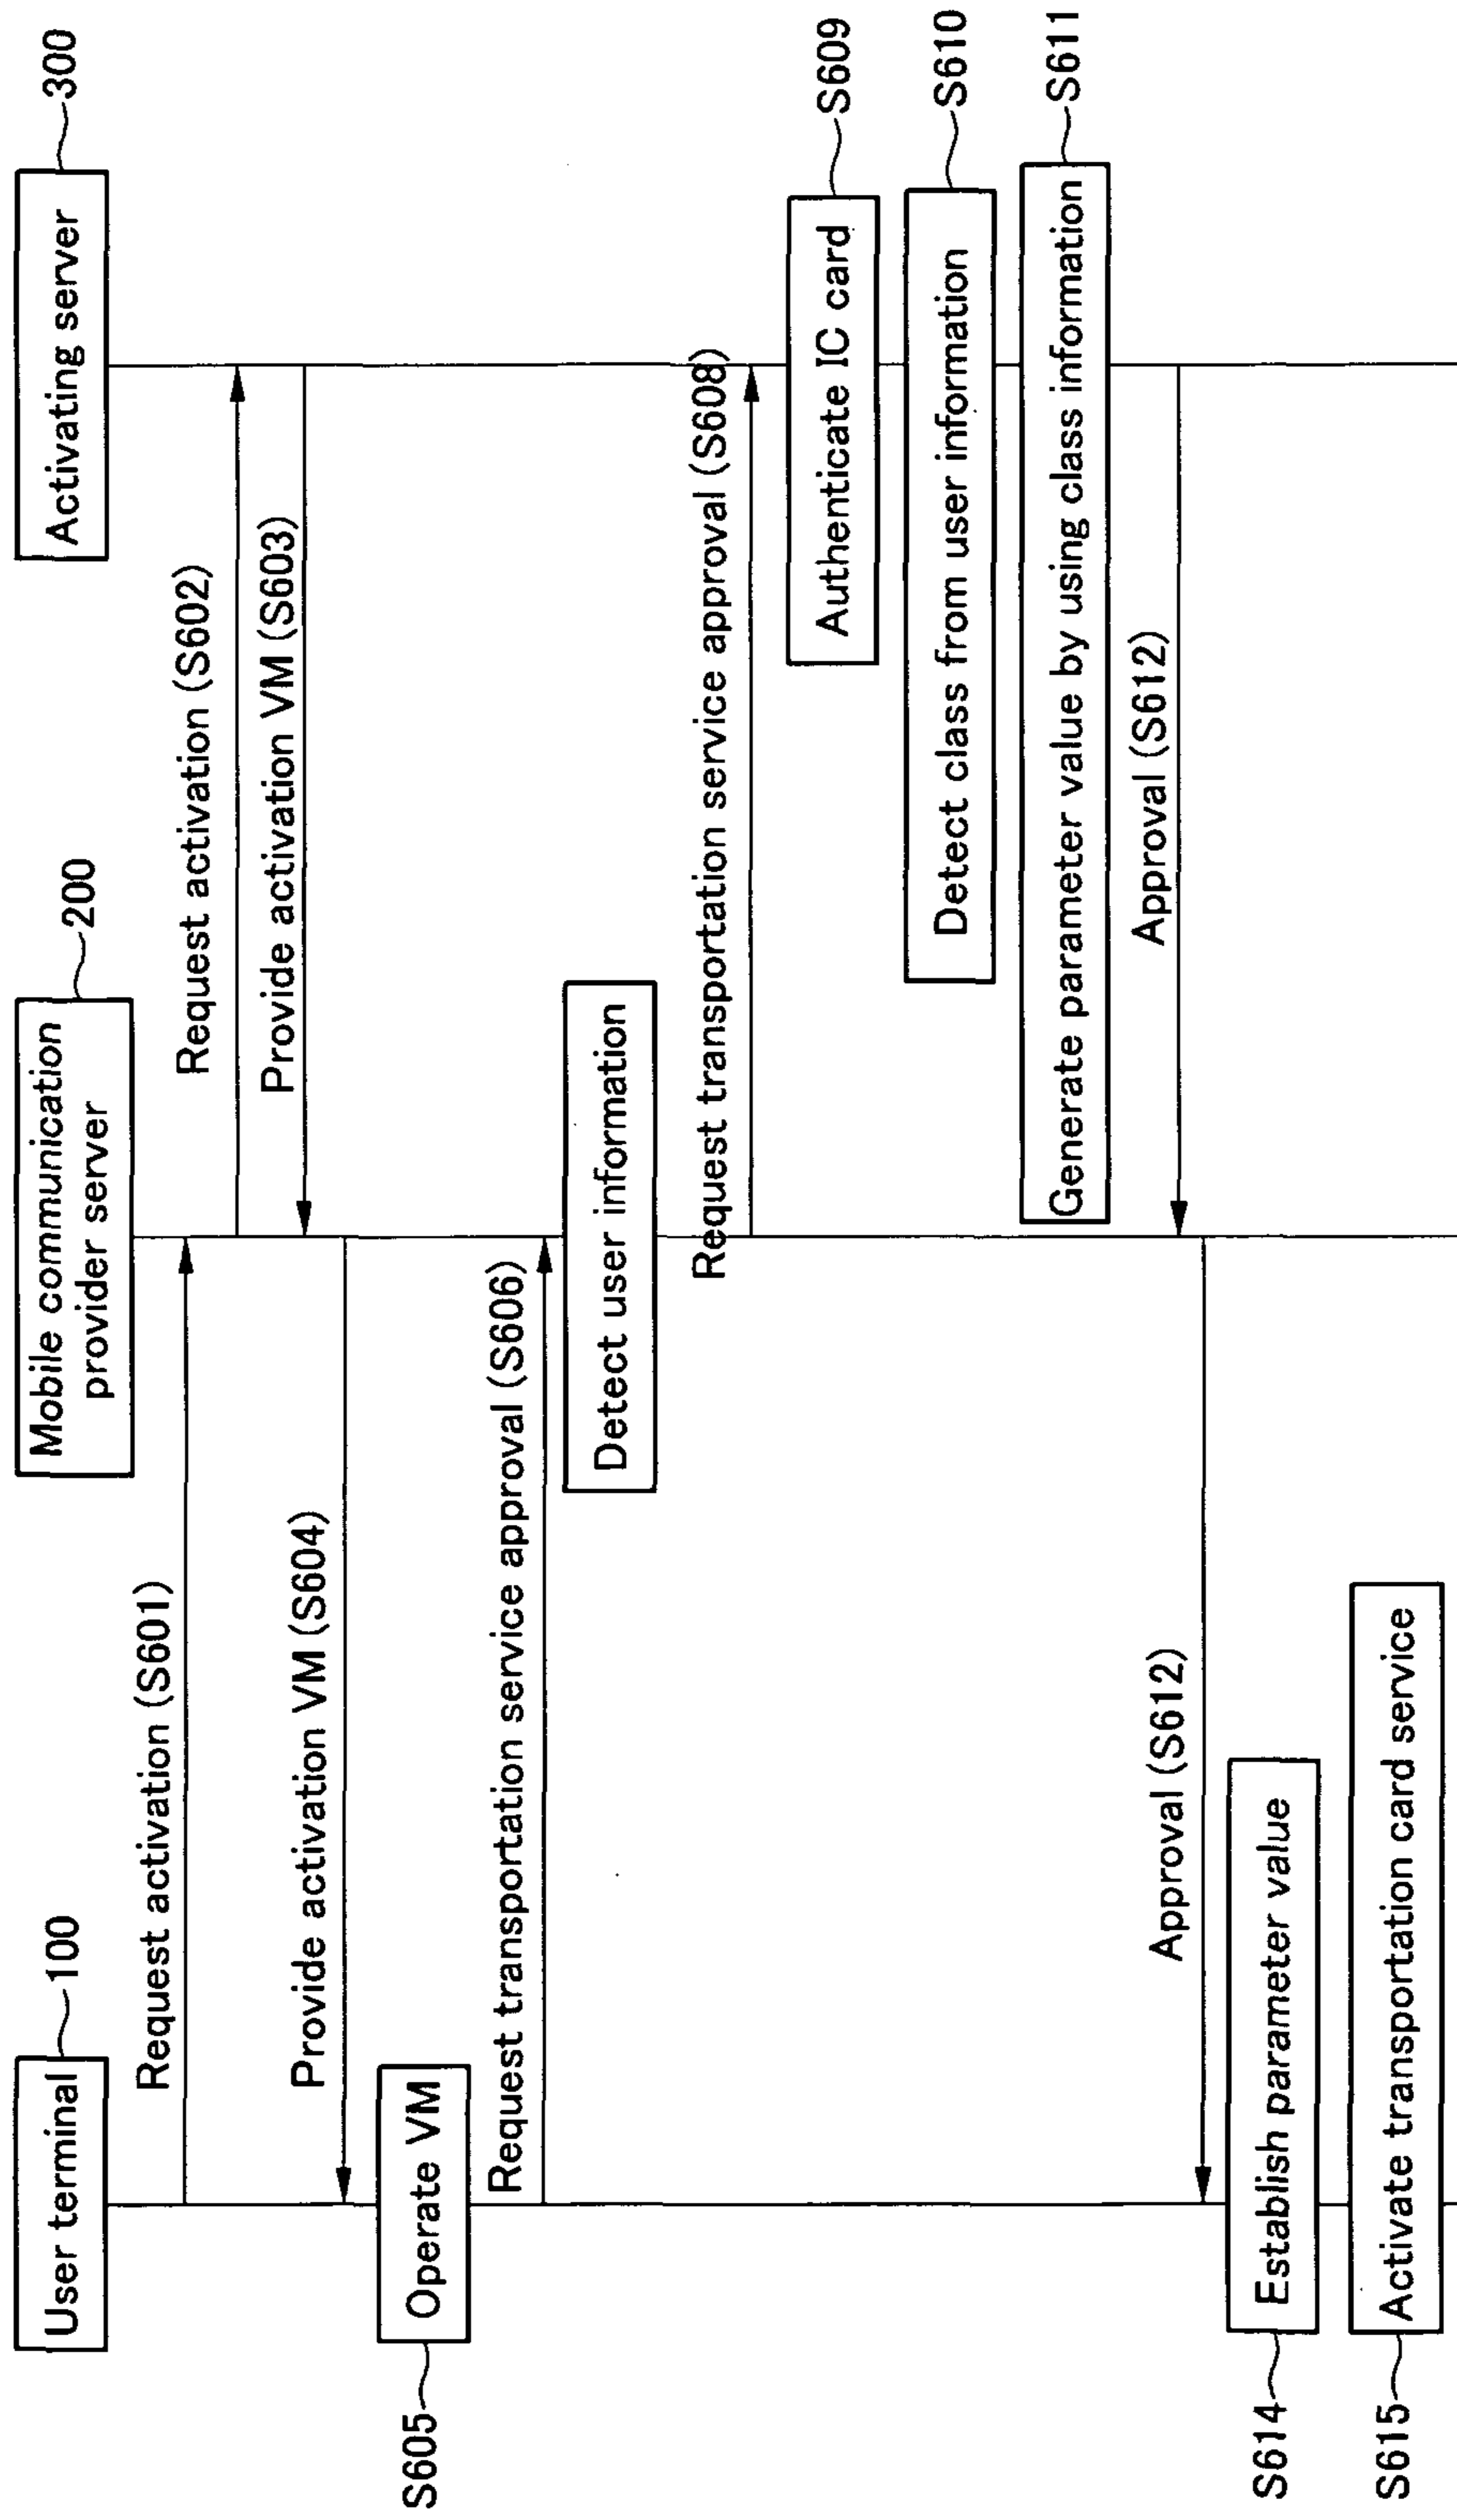 User terminal
100
Mobile communication
provider server
200
Activating server
300
Request activation (S601)
Request activation (S602)
Provide activation VM (S603)
Provide activation VM (S604)
S605
Operate VM
Request transportation service approval (S606)
Detect user information
Request transportation service approval (S608)
Authenticate IC card
S609
Detect class from user information
S610
Generate parameter value by using class information
S611
Approval (S612)
Approval (S612)
S614
Establish parameter value
S615
Activate transportation card service